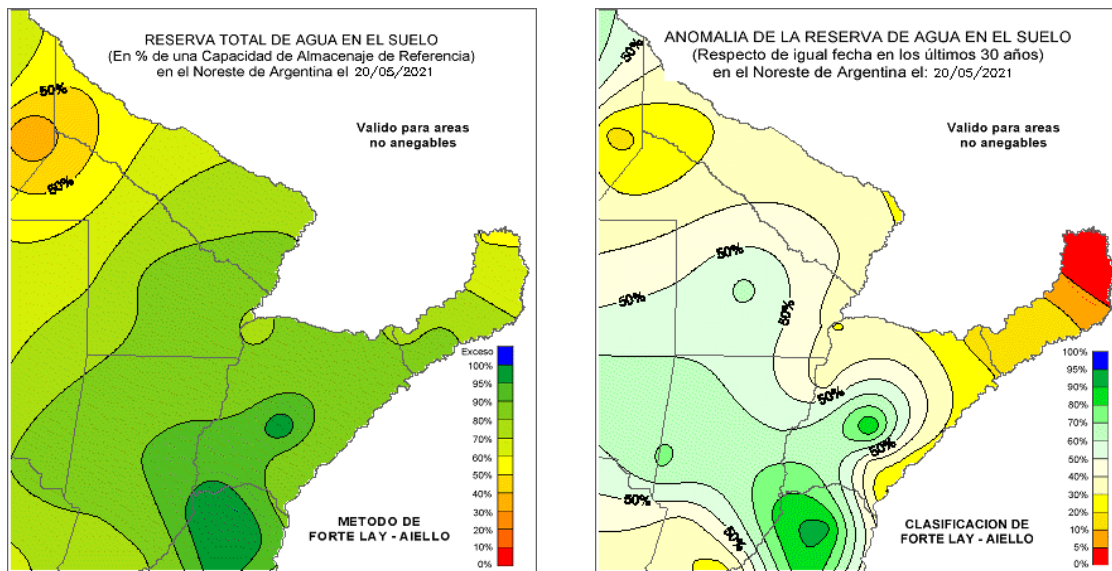 RESERVA TOTAL DE AGUA EN EL SUELO
(En % de una Capacidad de Almacenaje de Referencia)
en el Noreste de Argentina el 20/05/2021
Valido para areas
no anegables
50%
50%
Exceso
100%
95%
90%
80%
70%
60%
50%
40%
30%
20%
10%
0%
METODO DE
FORTE LAY - AIELLO
ANOMALIA DE LA RESERVA DE AGUA EN EL SUELO
(Respecto de igual fecha en los últimos 30 años)
en el Noreste de Argentina el: 20/05/2021
Valido para areas
no anegables
50%
50%
50%
50%
50%
50%
50%
50%
100%
95%
90%
80%
70%
60%
50%
40%
30%
20%
10%
5%
0%
CLASIFICACION DE
FORTE LAY - AIELLO